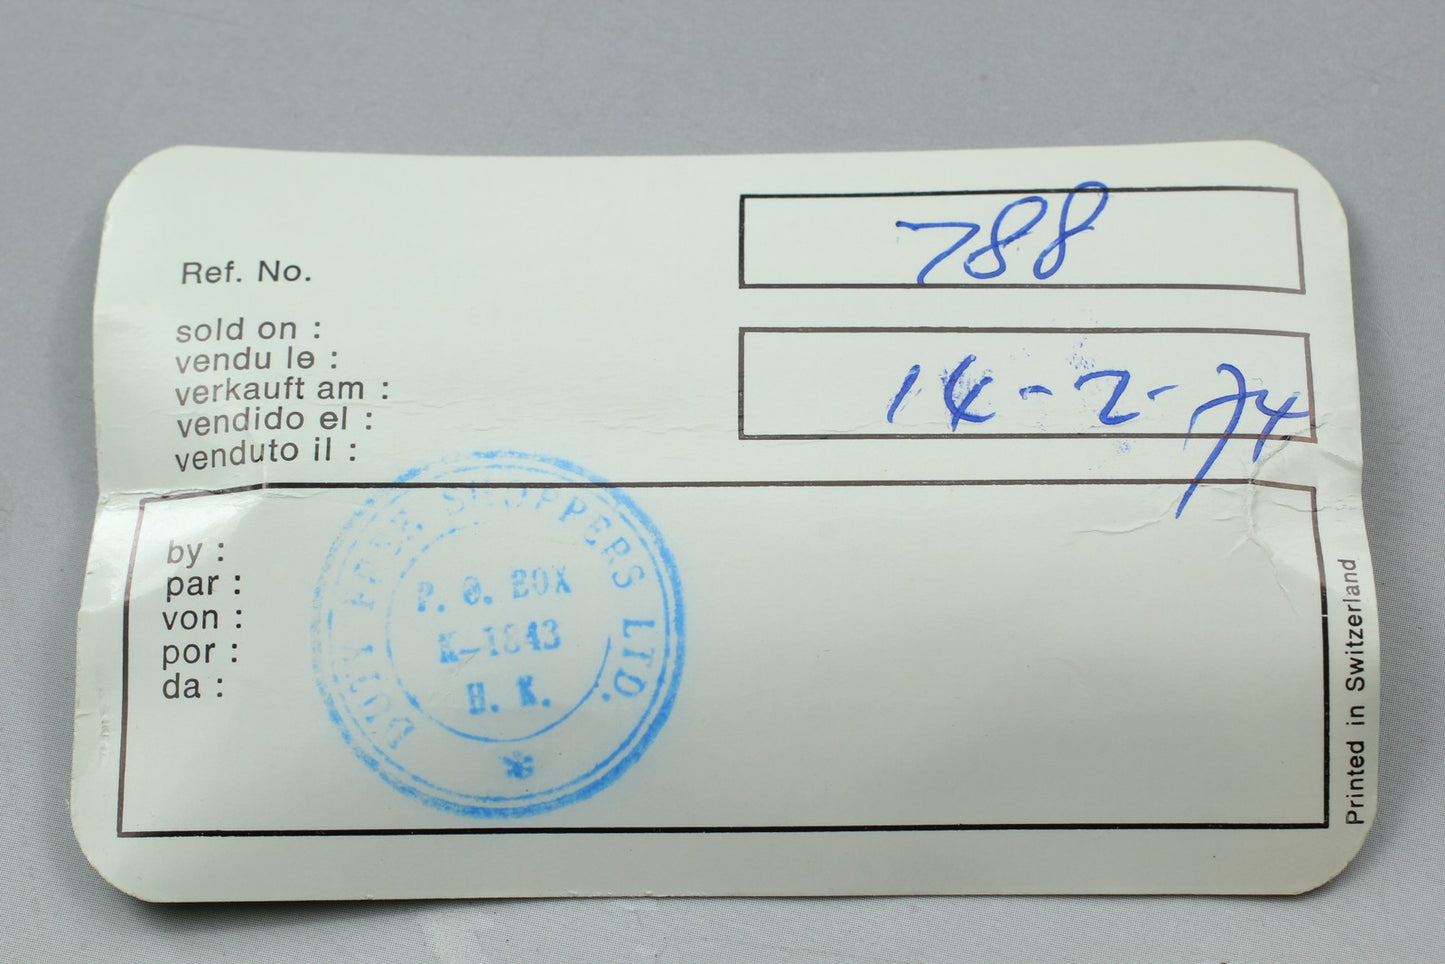 Ref. No.
788
sold on :
vendu le :
verkauft am :
vendido el :
venduto il :
14-2-74
by :
par :
von :
por :
da :
DUTY FREE SHOPPERS LTD.
P. O. BOX
K-1843
H. K.
*
Printed in Switzerland